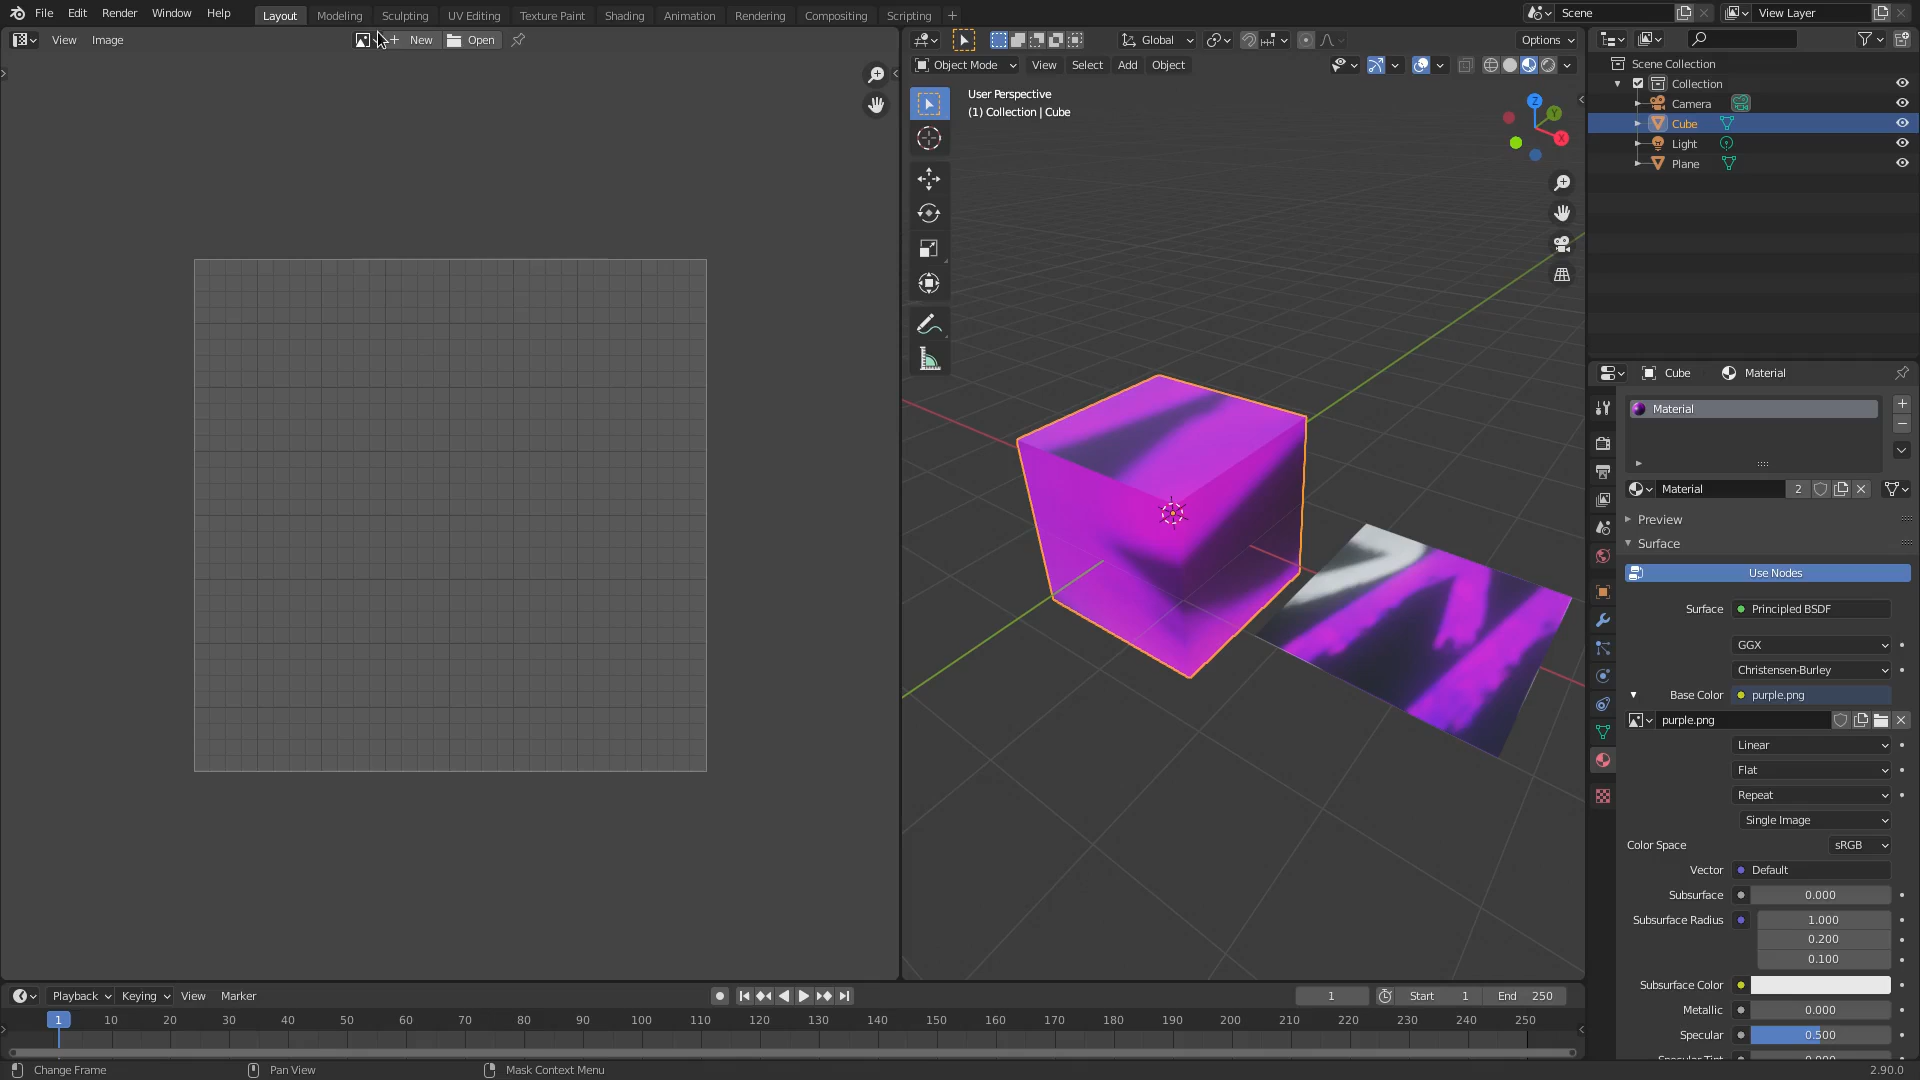 File Edit Render Window Help
Layout Modeling Sculpting UV Editing Texture Paint Shading Animation Rendering Compositing Scripting
Scene
View Layer
View Image
New Open
Global
Options
Object Mode View Select Add Object
User Perspective
(1) Collection | Cube
Z
Y
X
Scene Collection
Collection
Camera
Cube
Light
Plane
Cube Material
Material
Material 2
Preview
Surface
Use Nodes
Surface Principled BSDF
GGX
Christensen-Burley
Base Color purple.png
purple.png
Linear
Flat
Repeat
Single Image
Color Space sRGB
Vector Default
Subsurface 0.000
Subsurface Radius 1.000
0.200
0.100
Subsurface Color
Metallic 0.000
Specular 0.500
Specular Tint 0.000
Playback Keying View Marker
1 Start 1 End 250
1 10 20 30 40 50 60 70 80 90 100 110 120 130 140 150 160 170 180 190 200 210 220 230 240 250
Change Frame Pan View Mask Context Menu 2.90.0